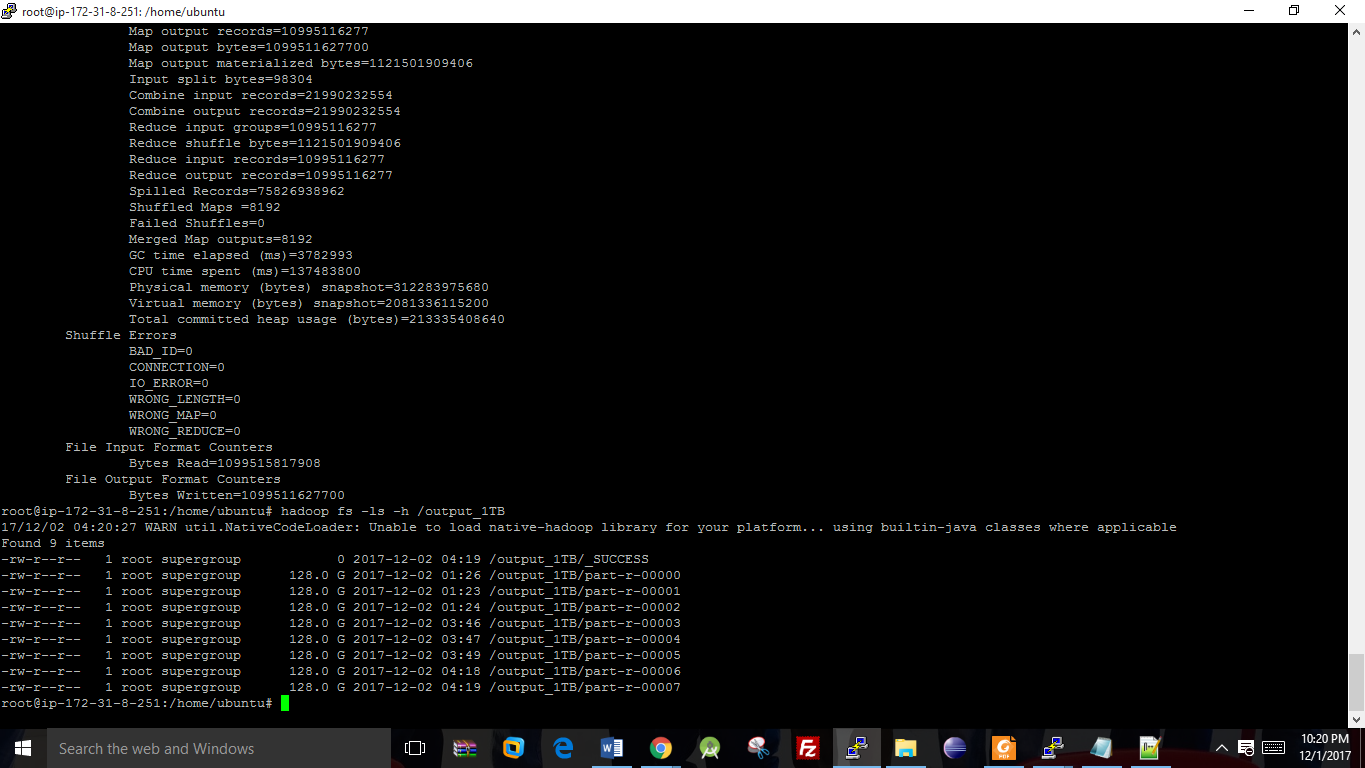 root@ip-172-31-8-251: /home/ubuntu
Map output records=10995116277
Map output bytes=1099511627700
Map output materialized bytes=1121501909406
Input split bytes=98304
Combine input records=21990232554
Combine output records=21990232554
Reduce input groups=10995116277
Reduce shuffle bytes=1121501909406
Reduce input records=10995116277
Reduce output records=10995116277
Spilled Records=75826938962
Shuffled Maps =8192
Failed Shuffles=0
Merged Map outputs=8192
GC time elapsed (ms)=3782993
CPU time spent (ms)=137483800
Physical memory (bytes) snapshot=312283975680
Virtual memory (bytes) snapshot=2081336115200
Total committed heap usage (bytes)=213335408640
Shuffle Errors
BAD_ID=0
CONNECTION=0
IO_ERROR=0
WRONG_LENGTH=0
WRONG_MAP=0
WRONG_REDUCE=0
File Input Format Counters
Bytes Read=1099515817908
File Output Format Counters
Bytes Written=1099511627700
root@ip-172-31-8-251:/home/ubuntu# hadoop fs -ls -h /output_1TB
17/12/02 04:20:27 WARN util.NativeCodeLoader: Unable to load native-hadoop library for your platform... using builtin-java classes where applicable
Found 9 items
-rw-r--r-- 1 root supergroup 0 2017-12-02 04:19 /output_1TB/_SUCCESS
-rw-r--r-- 1 root supergroup 128.0 G 2017-12-02 01:26 /output_1TB/part-r-00000
-rw-r--r-- 1 root supergroup 128.0 G 2017-12-02 01:23 /output_1TB/part-r-00001
-rw-r--r-- 1 root supergroup 128.0 G 2017-12-02 01:24 /output_1TB/part-r-00002
-rw-r--r-- 1 root supergroup 128.0 G 2017-12-02 03:46 /output_1TB/part-r-00003
-rw-r--r-- 1 root supergroup 128.0 G 2017-12-02 03:47 /output_1TB/part-r-00004
-rw-r--r-- 1 root supergroup 128.0 G 2017-12-02 03:49 /output_1TB/part-r-00005
-rw-r--r-- 1 root supergroup 128.0 G 2017-12-02 04:18 /output_1TB/part-r-00006
-rw-r--r-- 1 root supergroup 128.0 G 2017-12-02 04:19 /output_1TB/part-r-00007
root@ip-172-31-8-251:/home/ubuntu#
Search the web and Windows
10:20 PM
12/1/2017